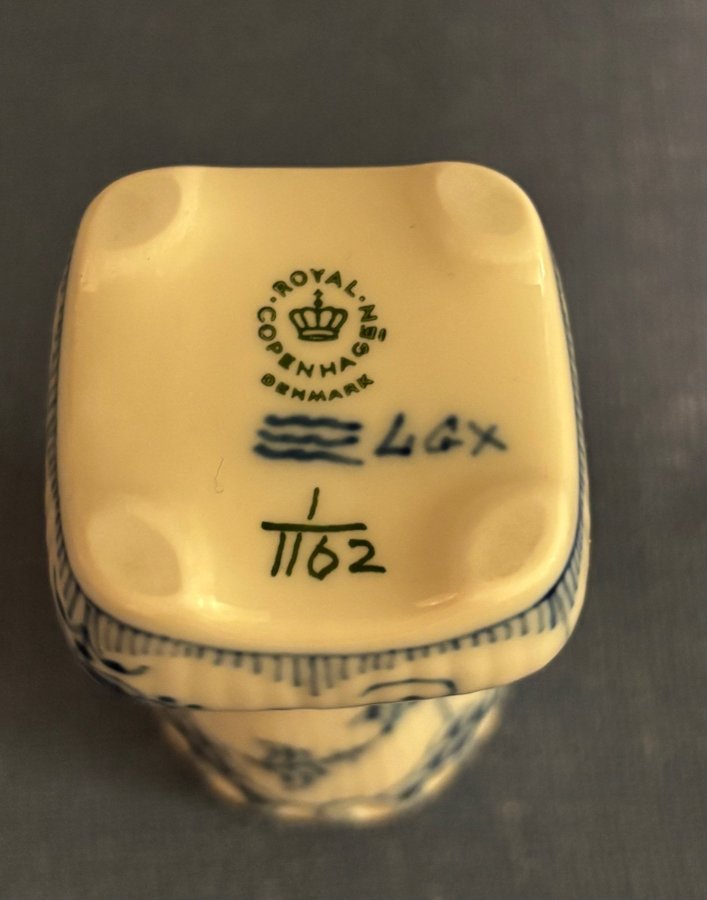 ROYAL
COPENHAGEN
DENMARK
LGX
1
1162